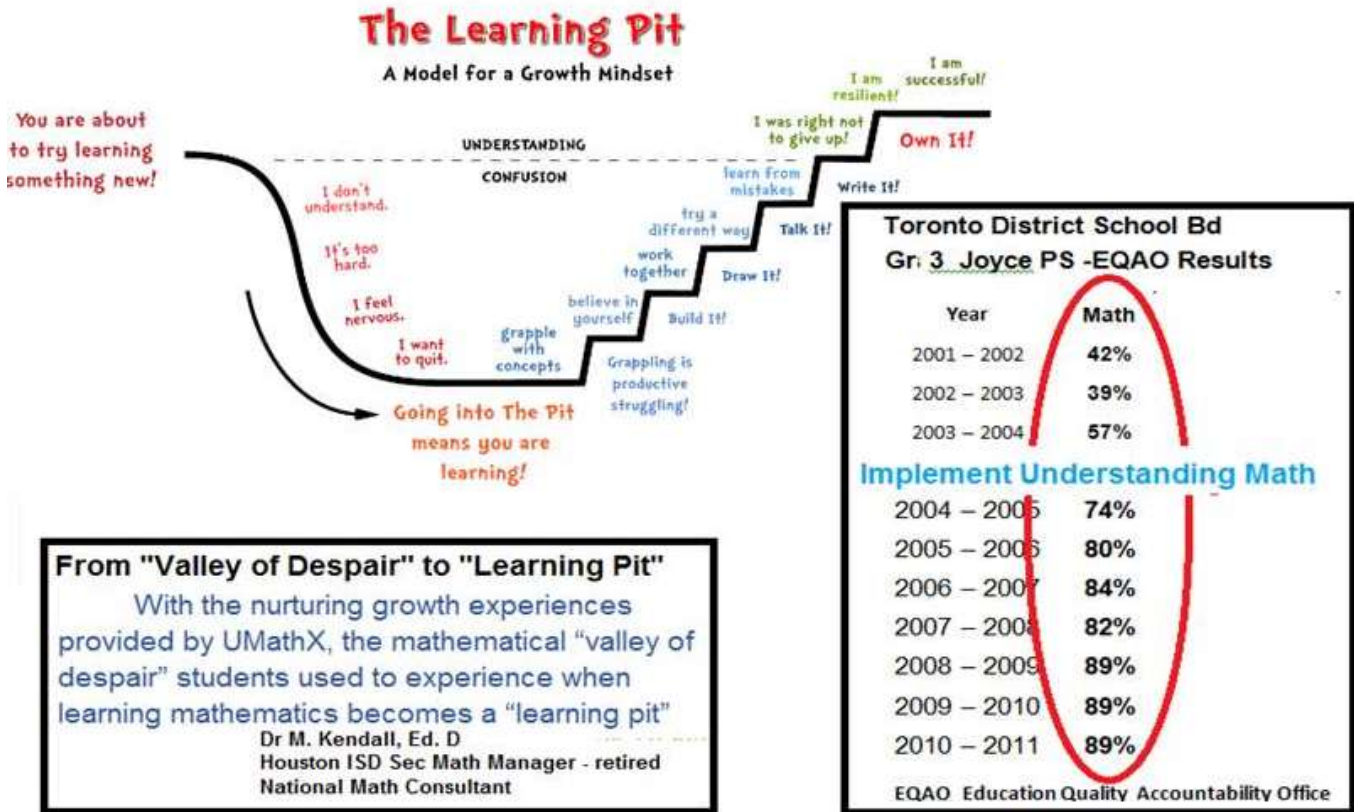 The Learning Pit
A Model for a Growth Mindset
You are about
to try learning
something new!
UNDERSTANDING
CONFUSION
I don't
understand.
It's too
hard.
I feel
nervous.
I want
to quit.
Going into The Pit
means you are
learning!
grapple
with
concepts
Grappling is
productive
struggling!
believe in
yourself
Build It!
work
together
Draw It!
try a
different way
Talk It!
learn from
mistakes
Write It!
I was right not
to give up!
Own It!
I am
resilient!
I am
successful!
From "Valley of Despair" to "Learning Pit"
With the nurturing growth experiences
provided by UMathX, the mathematical “valley of
despair” students used to experience when
learning mathematics becomes a “learning pit”
Dr M. Kendall, Ed. D
Houston ISD Sec Math Manager - retired
National Math Consultant
Toronto District School Bd
Gr: 3 Joyce PS -EQAO Results
Year Math
2001 – 2002 42%
2002 – 2003 39%
2003 – 2004 57%
Implement Understanding Math
2004 – 2005 74%
2005 – 2006 80%
2006 – 2007 84%
2007 – 2008 82%
2008 – 2009 89%
2009 – 2010 89%
2010 – 2011 89%
EQAO Education Quality Accountability Office